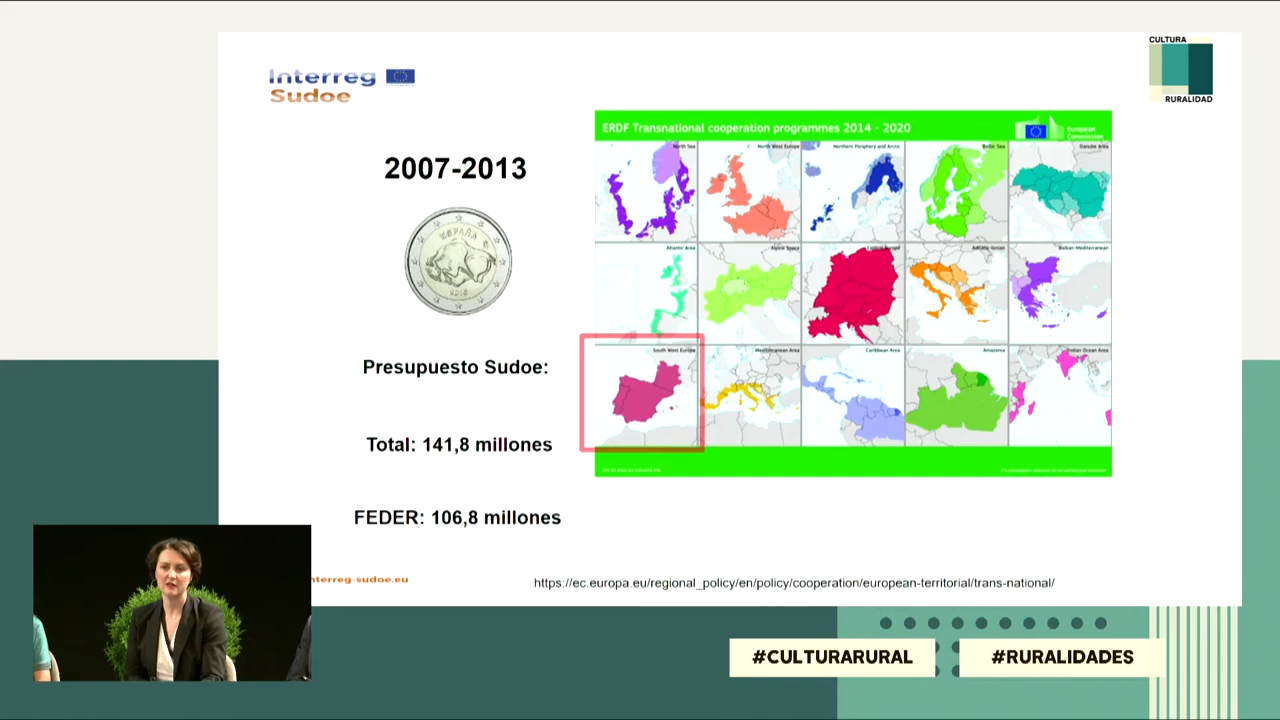 CULTURA
RURALIDAD
Interreg
Sudoe
2007-2013
ESPAÑA
2015
Presupuesto Sudoe:
Total: 141,8 millones
FEDER: 106,8 millones
ERDF Transnational cooperation programmes 2014 - 2020
European
Commission
North Sea
North West Europe
Northern Periphery and Arctic
Baltic Sea
Danube Area
Atlantic Area
Alpine Space
Central Europe
Adriatic-Ionian
Balkan-Mediterranean
South West Europe
Mediterranean Area
Caribbean Area
Amazonia
Indian Ocean Area
nterreg-sudoe.eu
https://ec.europa.eu/regional_policy/en/policy/cooperation/european-territorial/trans-national/
#CULTURARURAL
#RURALIDADES